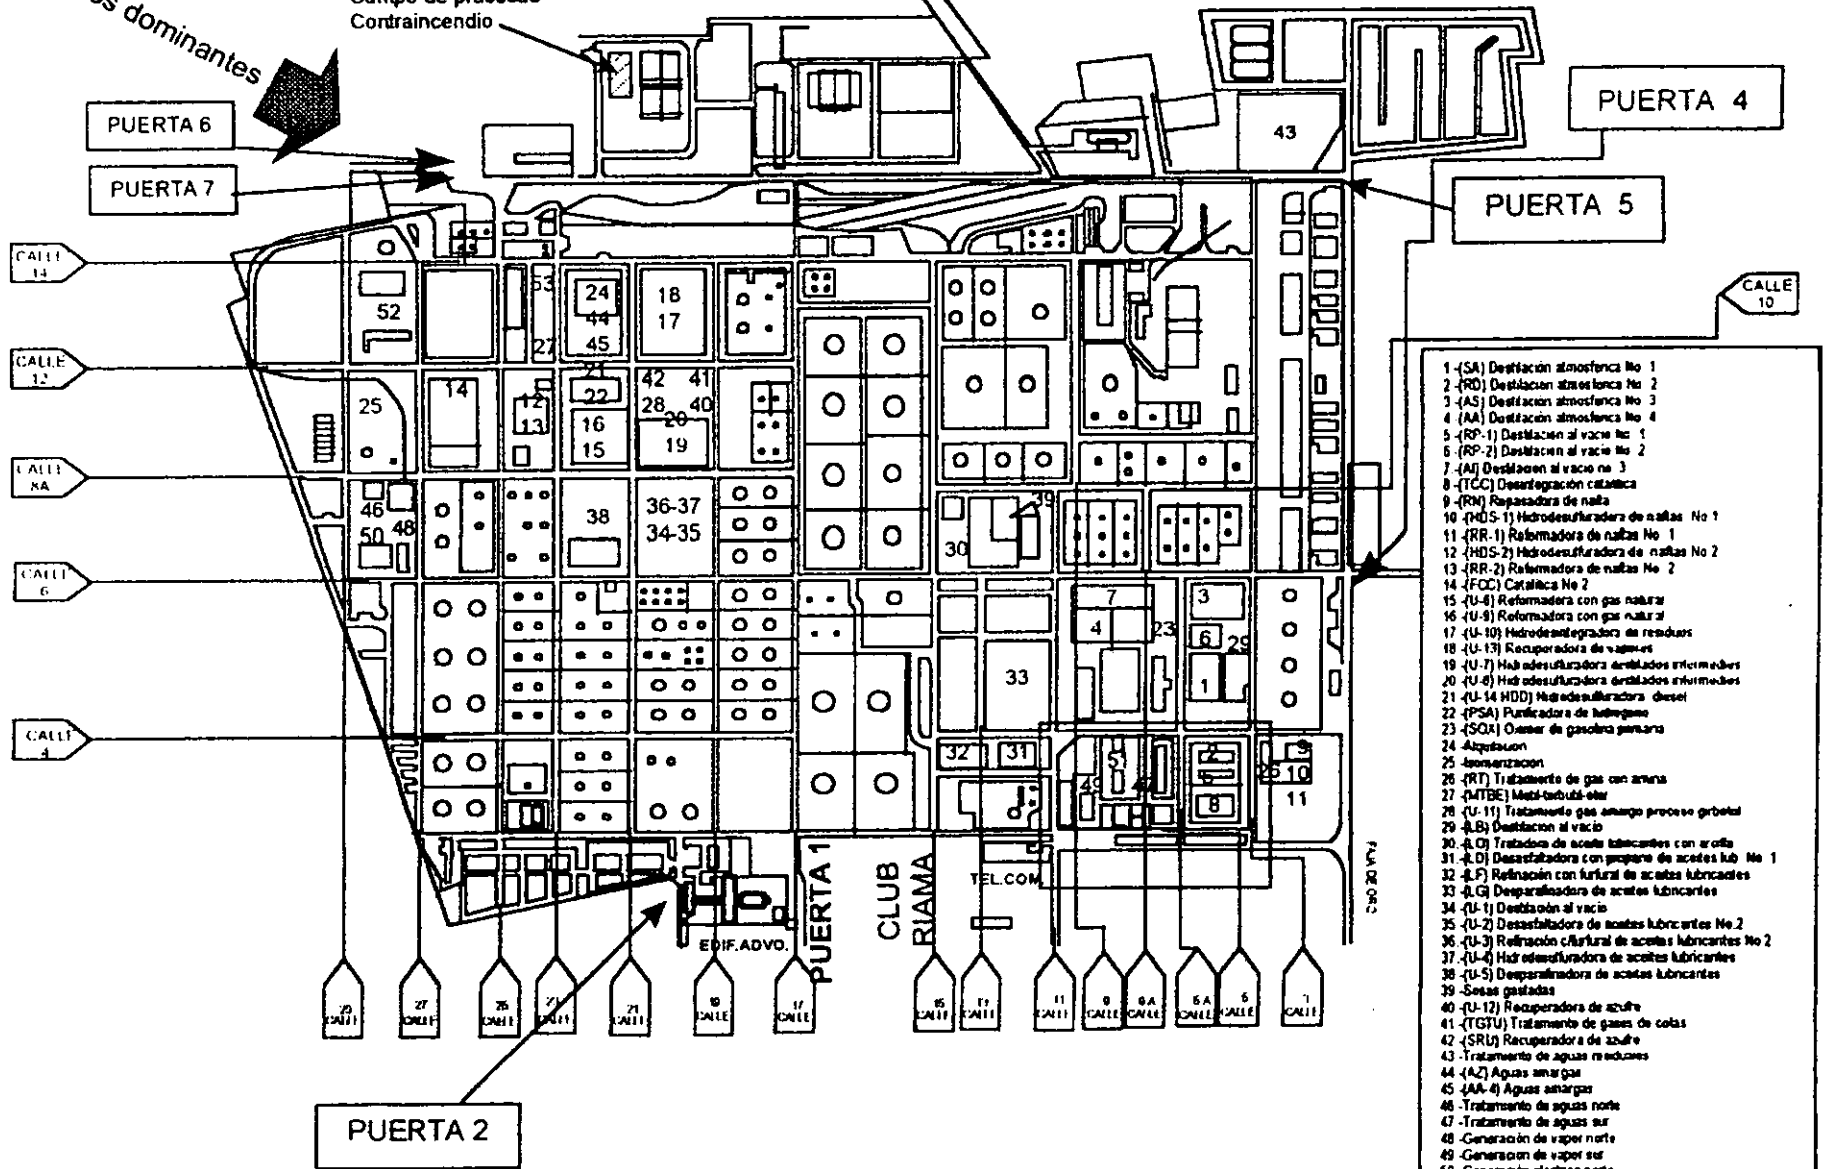 os dominantes
Contraincendio
PUERTA 6
PUERTA 7
PUERTA 4
PUERTA 5
CALLE 14
CALLE 12
CALLE 8A
CALLE 6
CALLE 4
CALLE 10
43
53
24
44
45
27
18
17
52
25
14
12
13
21
22
16
15
42 41
28 40
20
19
46
50 48
38
36-37
34-35
39
30
7
4
23
3
6 29
1
33
32
31
51
49
47
2
5
8
26
9
10
11
PUERTA 1
CLUB
RIAMA
TEL.COM
EDIF.ADVO.
FAJA DE ORO
PUERTA 2
27 CALLE
21 CALLE
19 CALLE
17 CALLE
15 CALLE
11 CALLE
9 CALLE
1 -(SA) Destilación atmosferica No 1
2 -(RD) Destilacion atmosferica No 2
3 -(AS) Destilacion atmosferica No 3
4 -(AA) Destilacion atmosferica No 4
5 -(RP-1) Destilacion al vacio No 1
6 -(RP-2) Destilacion al vacio No 2
7 -(AI) Destilacion al vacio no 3
8 -(TCC) Desintegración catalitica
9 -(RN) Repasadora de nafta
10 -(HDS-1) Hidrodesulfuradora de naftas No 1
11 -(RR-1) Reformadora de naftas No 1
12 -(HDS-2) Hidrodesulfuradora de naftas No 2
13 -(RR-2) Reformadora de naftas No 2
14 -(FCC) Catalitica No 2
15 -(U-6) Reformadora con gas natural
16 -(U-9) Reformadora con gas natural
17 -(U-10) Hidrodesintegradora de residuos
18 -(U-13) Recuperadora de vapores
19 -(U-7) Hidrodesulfuradora destilados intermedios
20 -(U-8) Hidrodesulfuradora destilados intermedios
21 -(U-14 HDD) Hidrodesulfuradora diesel
22 -(PSA) Purificadora de hidrogeno
23 -(SOX) Oxmer de gasolina primaria
24 -Alquilacion
25 -Isomerizacion
26 -(RT) Tratamiento de gas con amina
27 -(MTBE) Metil-terbutil-eter
28 -(U-11) Tratamiento gas amargo proceso girbotol
29 -(LB) Destilacion al vacio
30 -(LO) Tratadora de aceite lubricantes con arcilla
31 -(LD) Desasfaltadora con propano de aceites lub No 1
32 -(LF) Refinación con furfural de aceites lubricantes
33 -(LG) Desparafinadora de aceites lubricantes
34 -(U-1) Destilación al vacio
35 -(U-2) Desasfaltadora de aceites lubricantes No.2
36 -(U-3) Refinación c/furfural de aceites lubricantes No 2
37 -(U-4) Hidrodesulfuradora de aceites lubricantes
38 -(U-5) Desparafinadora de aceites lubricantes
39 -Sosas gastadas
40 -(U-12) Recuperadora de azufre
41 -(TGTU) Tratamiento de gases de colas
42 -(SRU) Recuperadora de azufre
43 -Tratamiento de aguas residuales
44 -(AZ) Aguas amargas
45 -(AA-4) Aguas amargas
46 -Tratamiento de aguas norte
47 -Tratamiento de aguas sur
48 -Generación de vapor norte
49 -Generacion de vapor sur